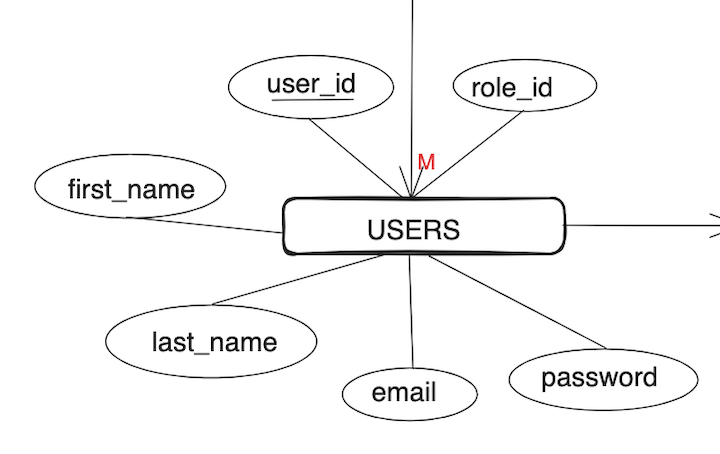 user_id
role_id
M
first_name
USERS
last_name
email
password